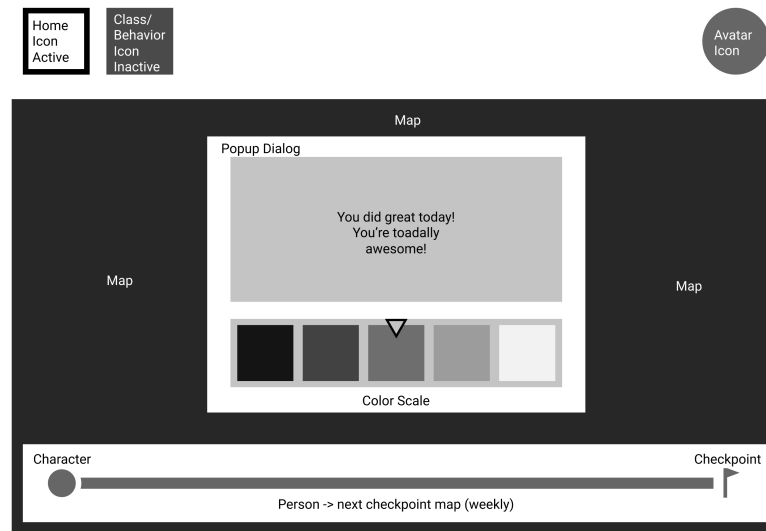 Home
Icon
Active
Class/
Behavior
Icon
Inactive
Avatar
Icon
Map
Popup Dialog
You did great today!
You're toadally
awesome!
Map
Map
Color Scale
Character
Checkpoint
Person -> next checkpoint map (weekly)